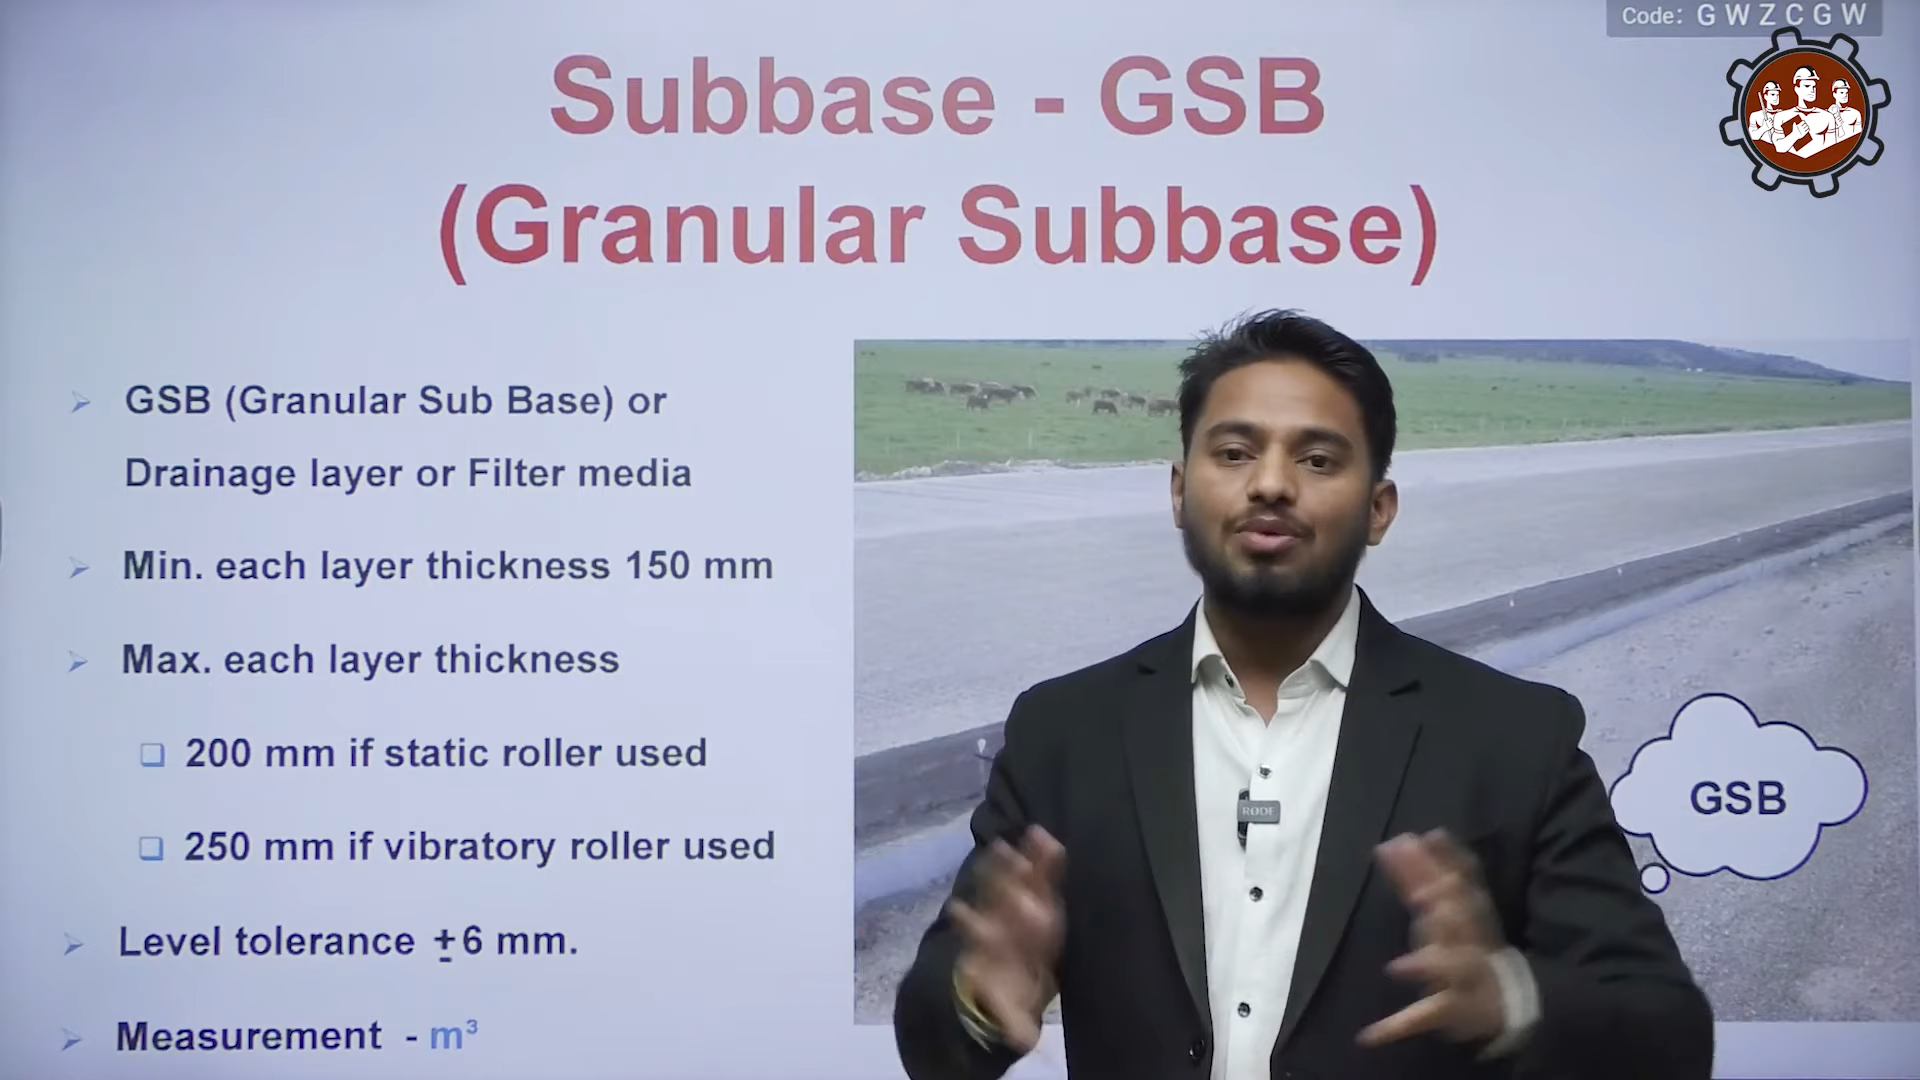 Code: GWZCGW
Subbase - GSB
(Granular Subbase)
GSB (Granular Sub Base) or
Drainage layer or Filter media
Min. each layer thickness 150 mm
Max. each layer thickness
200 mm if static roller used
250 mm if vibratory roller used
Level tolerance ±6 mm.
Measurement - m³
GSB
RODE